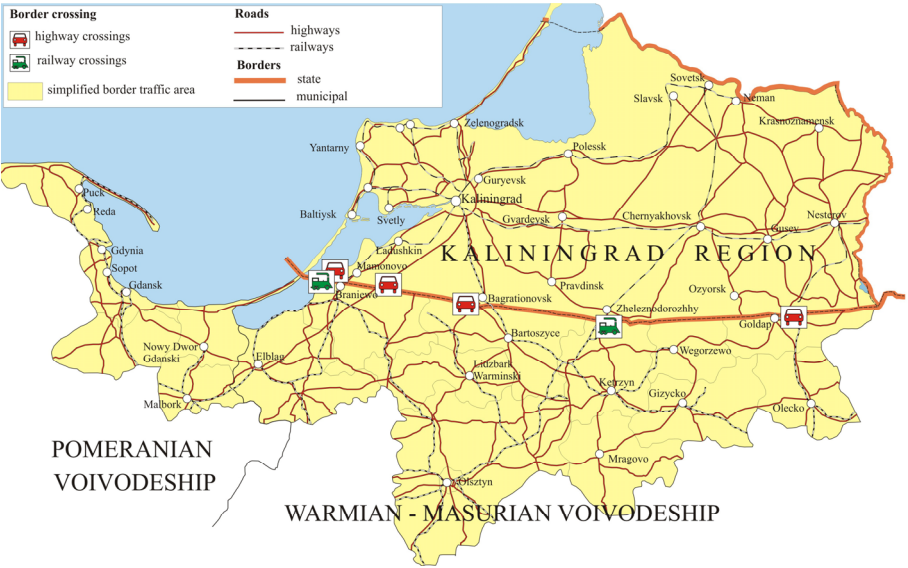 Border crossing
highway crossings
railway crossings
simplified border traffic area
Roads
highways
railways
Borders
state
municipal
Sovetsk
Slavsk
Neman
Krasnoznamensk
Zelenogradsk
Yantarny
Polessk
Guryevsk
Puck
Reda
Kaliningrad
Baltiysk
Svetly
Gvardeysk
Chernyakhovsk
Nesterov
Gusev
Gdynia
Ladushkin
KALININGRAD REGION
Sopot
Mamonovo
Gdansk
Braniewo
Pravdinsk
Ozyorsk
Bagrationovsk
Zheleznodorozhhy
Goldap
Bartoszyce
Nowy Dwor
Gdanski
Elblag
Wegorzewo
Lidzbark
Warminski
Ketrzyn
Gizycko
Malbork
Olecko
POMERANIAN
VOIVODESHIP
Mragovo
Olsztyn
WARMIAN - MASURIAN VOIVODESHIP